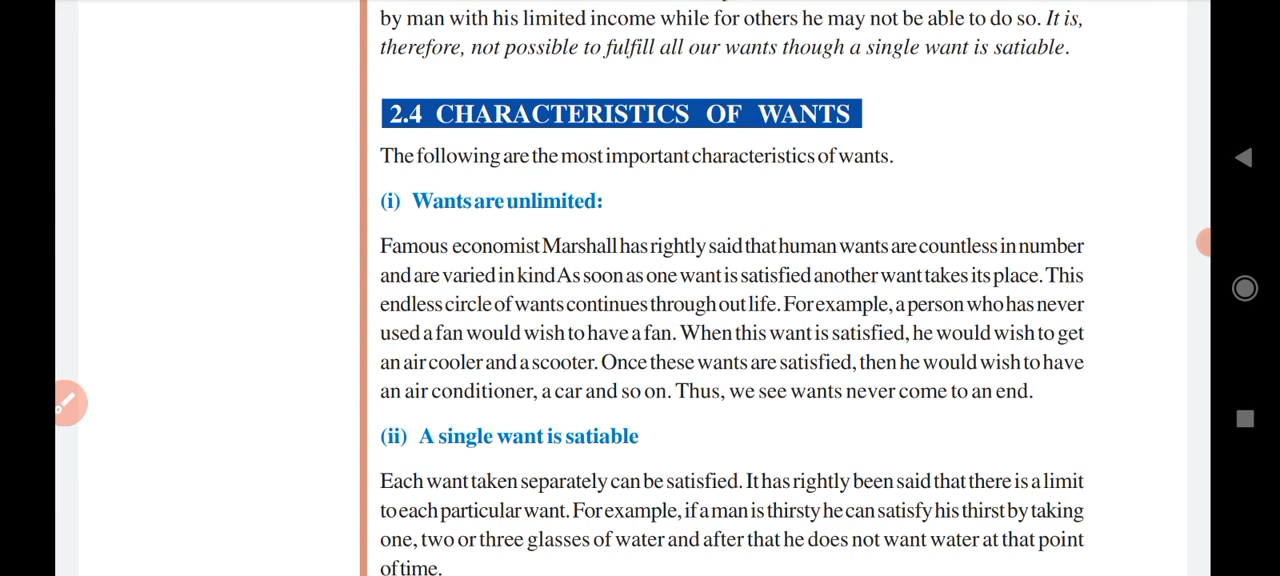 by man with his limited income while for others he may not be able to do so. It is,
therefore, not possible to fulfill all our wants though a single want is satiable.
2.4 CHARACTERISTICS OF WANTS
The following are the most important characteristics of wants.
(i) Wants are unlimited:
Famous economist Marshall has rightly said that human wants are countless in number
and are varied in kind As soon as one want is satisfied another want takes its place. This
endless circle of wants continues through out life. For example, a person who has never
used a fan would wish to have a fan. When this want is satisfied, he would wish to get
an air cooler and a scooter. Once these wants are satisfied, then he would wish to have
an air conditioner, a car and so on. Thus, we see wants never come to an end.
(ii) A single want is satiable
Each want taken separately can be satisfied. It has rightly been said that there is a limit
to each particular want. For example, if a man is thirsty he can satisfy his thirst by taking
one, two or three glasses of water and after that he does not want water at that point
of time.